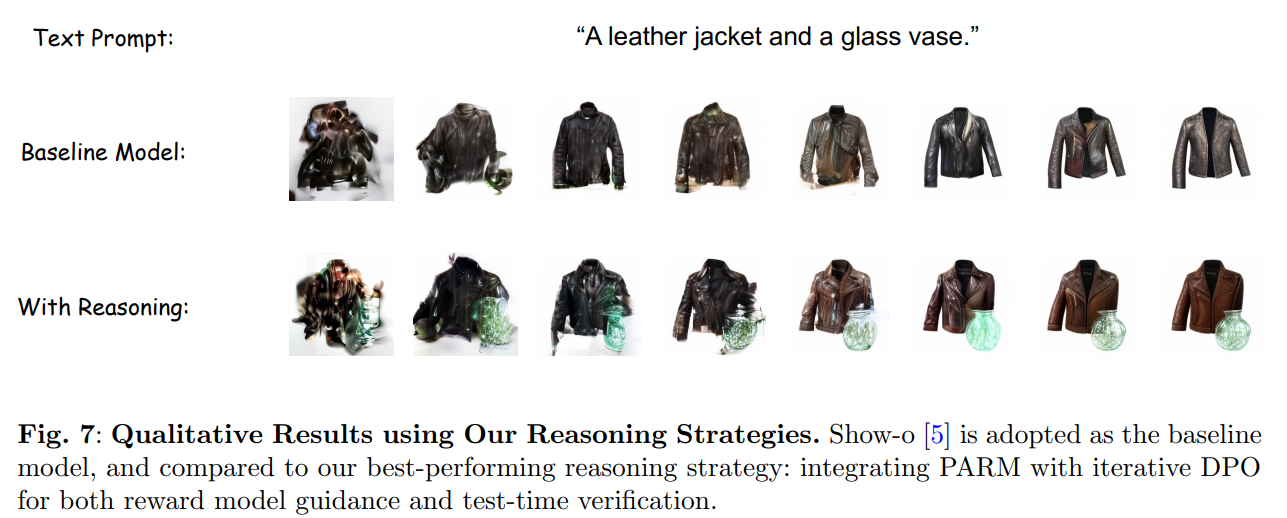 Text Prompt:
“A leather jacket and a glass vase.”
Baseline Model:
With Reasoning:
Fig. 7: Qualitative Results using Our Reasoning Strategies. Show-o [5] is adopted as the baseline
model, and compared to our best-performing reasoning strategy: integrating PARM with iterative DPO
for both reward model guidance and test-time verification.